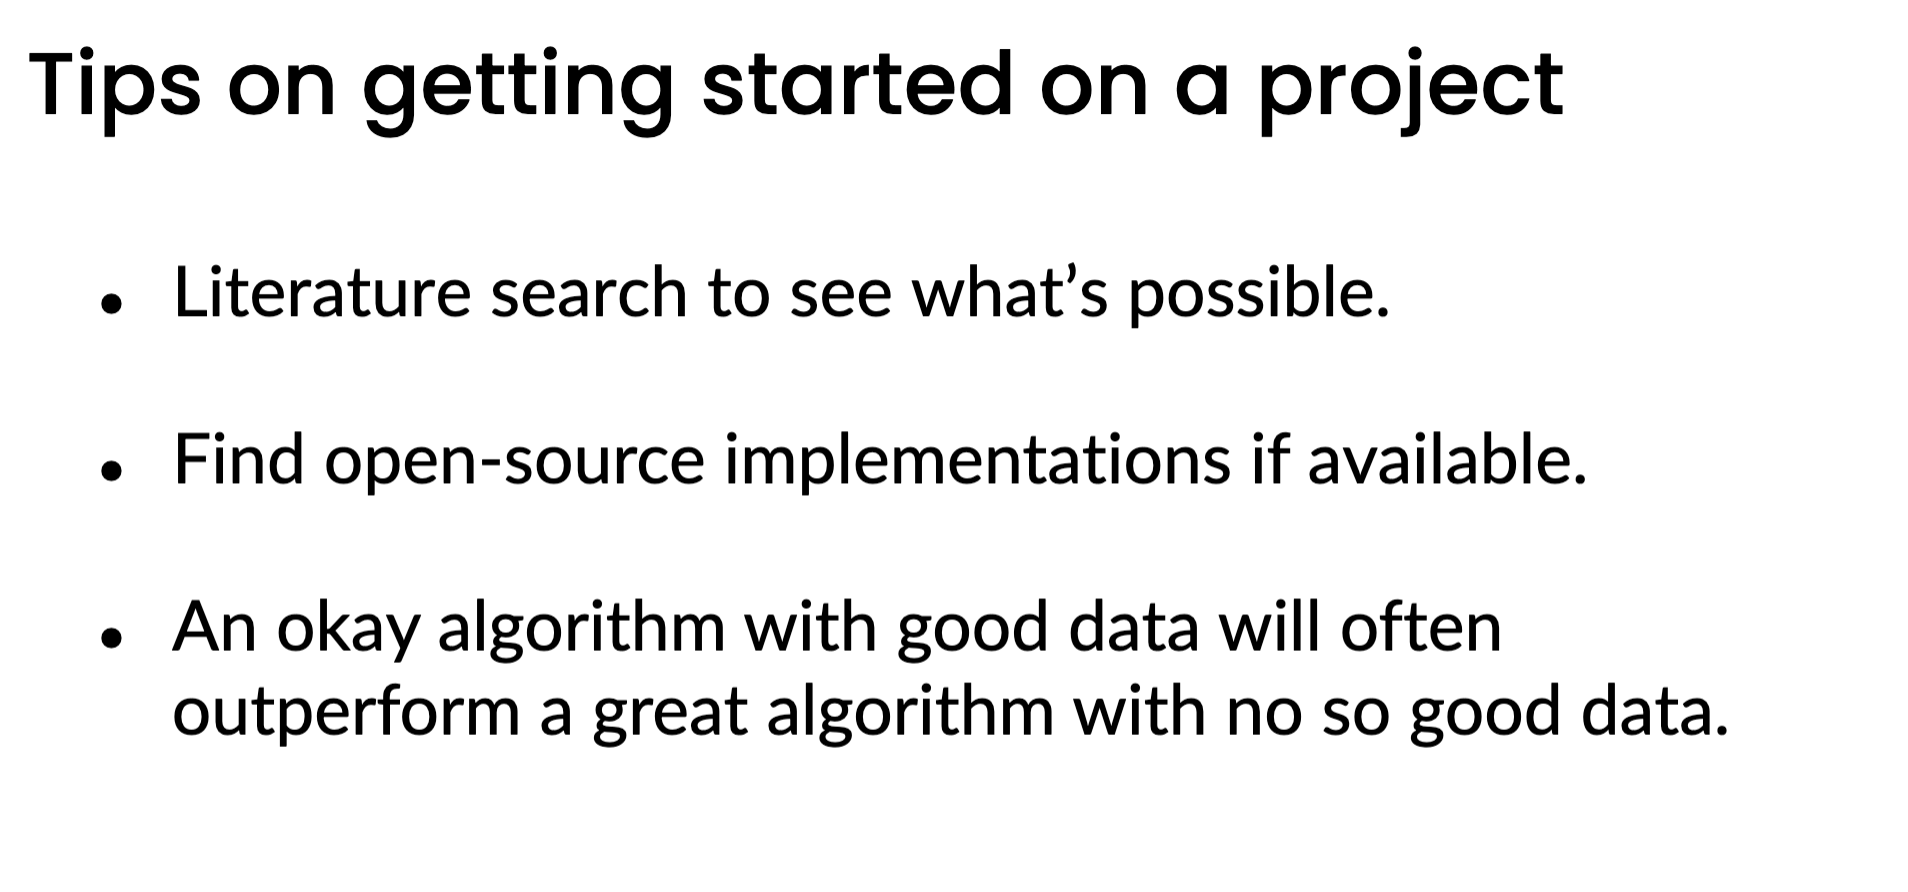 Tips on getting started on a project
• Literature search to see what’s possible.
• Find open-source implementations if available.
• An okay algorithm with good data will often
outperform a great algorithm with no so good data.